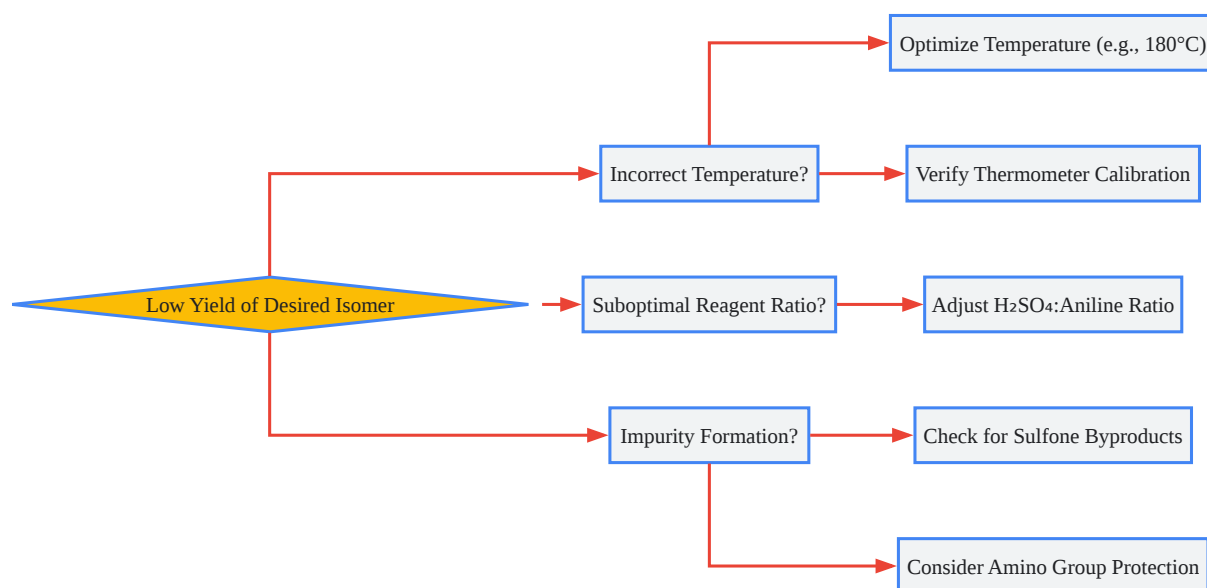 Optimize Temperature (e.g., 180°C)
Incorrect Temperature?
Verify Thermometer Calibration
Low Yield of Desired Isomer
Suboptimal Reagent Ratio?
Adjust H₂SO₄:Aniline Ratio
Impurity Formation?
Check for Sulfone Byproducts
Consider Amino Group Protection